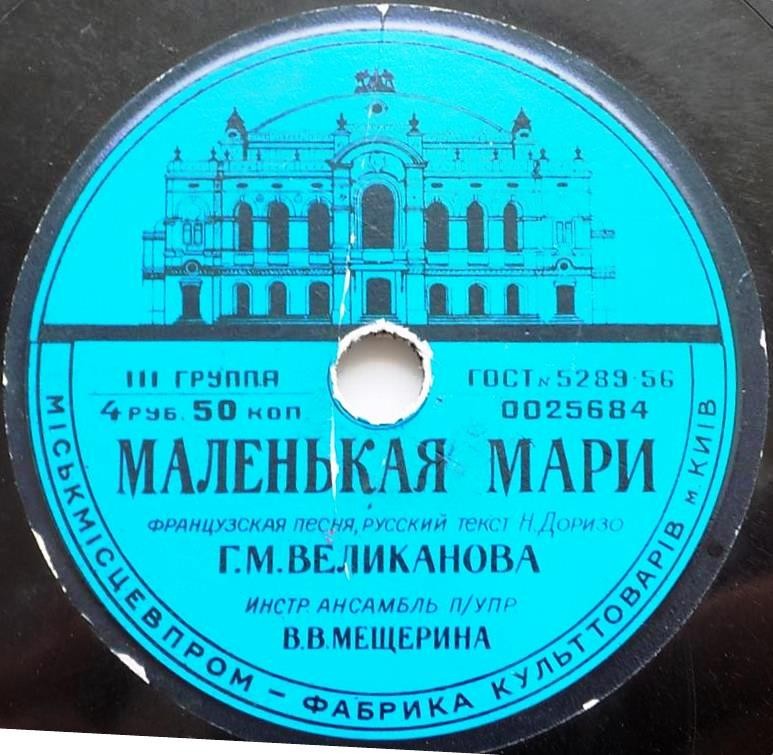 III ГРУППА
ГОСТ № 5289-56
4 РУБ. 50 КОП
0025684
МАЛЕНЬКАЯ МАРИ
ФРАНЦУЗСКАЯ ПЕСНЯ, РУССКИЙ ТЕКСТ Н. ДОРИЗО
Г.М.ВЕЛИКАНОВА
ИНСТР АНСАМБЛЬ П/УПР
В.В.МЕЩЕРИНА
МІСЬКМІСЦЕВПРОМ – ФАБРИКА КУЛЬТТОВАРІВ м. КИІВ